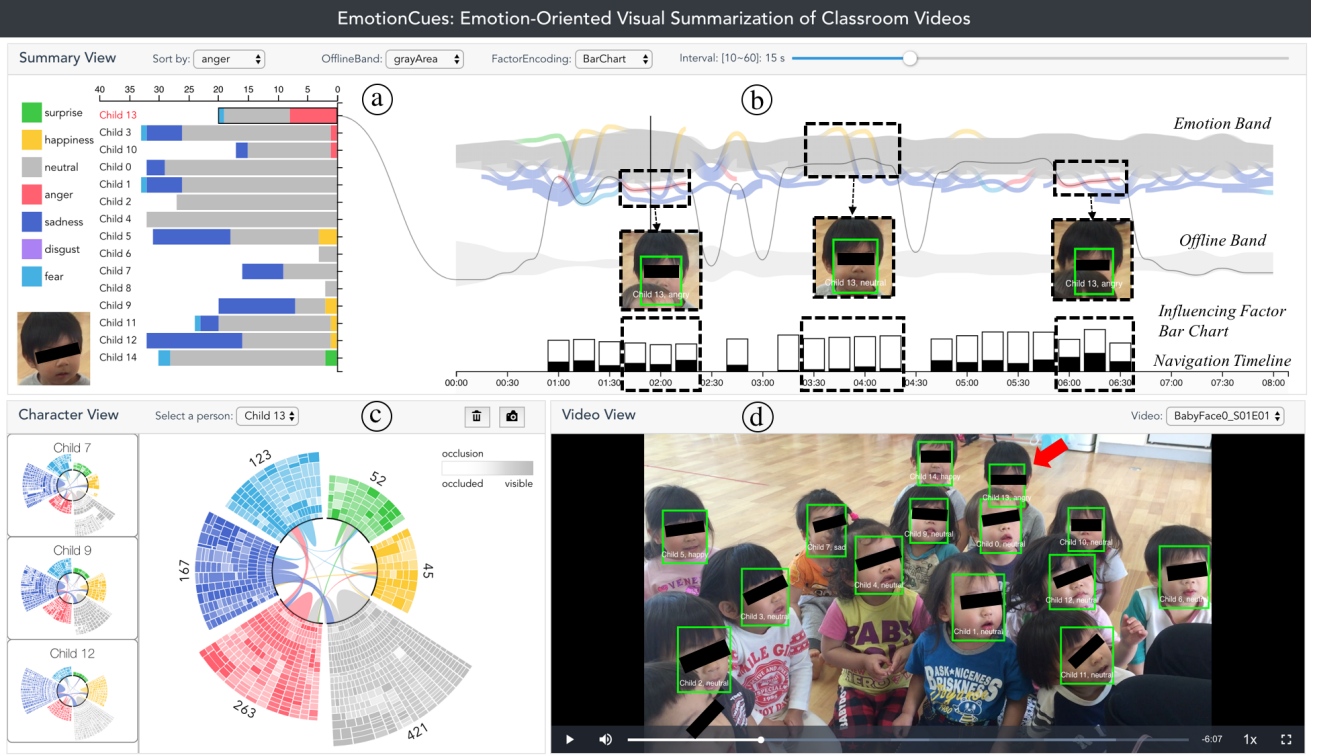 EmotionCues: Emotion-Oriented Visual Summarization of Classroom Videos
Summary View
Sort by: anger
OfflineBand: grayArea
FactorEncoding: BarChart
Interval: [10~60]: 15 s
40 35 30 25 20 15 10 5 0
surprise
happiness
neutral
anger
sadness
disgust
fear
Child 13
Child 3
Child 10
Child 0
Child 1
Child 2
Child 4
Child 5
Child 6
Child 7
Child 8
Child 9
Child 11
Child 12
Child 14
a
b
Emotion Band
Offline Band
Influencing Factor
Bar Chart
Navigation Timeline
Child 13, angry
Child 13, neutral
Child 13, angry
00:00 00:30 01:00 01:30 02:00 02:30 03:00 03:30 04:00 04:30 05:00 05:30 06:00 06:30 07:00 07:30 08:00
Character View
Select a person: Child 13
c
Child 7
Child 9
Child 12
occlusion
occluded visible
123
52
45
167
263
421
Video View
d
Video: BabyFace0_S01E01
Child 14, happy
Child 13, angry
Child 5, happy
Child 7, sad
Child 9, neutral
Child 0, neutral
Child 10, neutral
Child 4, neutral
Child 3, neutral
Child 12, neutral
Child 6, neutral
Child 1, neutral
Child 2, neutral
Child 11, neutral
BABY
FACE
-6:07
1x